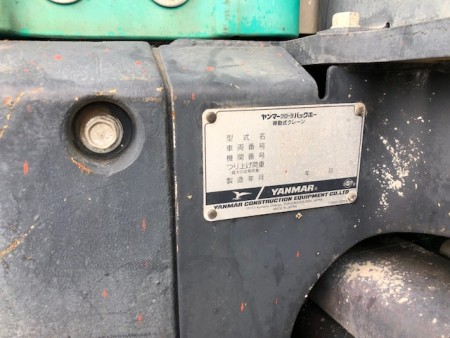 ヤンマークローラバックホー
移動式クレーン
型式名
車両番号
機関番号
つり上げ荷重
製造年月 年 月
YANMAR®
YANMAR CONSTRUCTION EQUIPMENT CO.,LTD